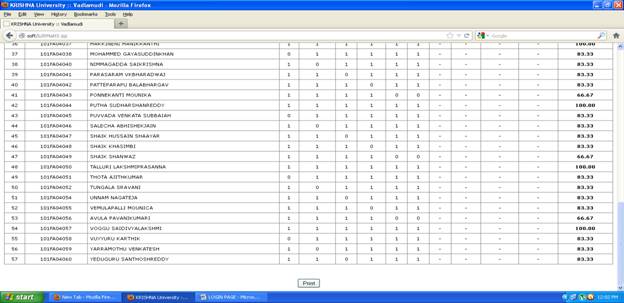 KRISHNA University :: Vadlamudi - Mozilla Firefox
File Edit View History Bookmarks Tools Help
KRISHNA University :: Vadlamudi +
Google
36 101FA04037 MAKKINENI MANIKKANTHI 1 1 1 1 1 1 - - - - 100.00
37 101FA04038 MOHAMMED GAYASUDDINKHAN 0 1 1 1 1 1 - - - - 83.33
38 101FA04040 NIMMAGADDA SAIKRISHNA 1 0 1 1 1 1 - - - - 83.33
39 101FA04041 PARASARAM VKBHARADWAJ 1 1 0 1 1 1 - - - - 83.33
40 101FA04042 PATTEFARAPU BALABHARGAV 1 1 1 0 1 1 - - - - 83.33
41 101FA04043 PONNEKANTI MOUNIKA 1 1 1 1 0 0 - - - - 66.67
42 101FA04044 PUTHA SUDHARSHANREDDY 1 1 1 1 1 1 - - - - 100.00
43 101FA04045 PUVVADA VENKATA SUBBAIAH 0 1 1 1 1 1 - - - - 83.33
44 101FA04046 SALECHA ABHISHEKJAIN 1 0 1 1 1 1 - - - - 83.33
45 101FA04047 SHAIK HUSSAIN SHAAYAR 1 1 0 1 1 1 - - - - 83.33
46 101FA04048 SHAIK KHASIMBI 1 1 1 0 1 1 - - - - 83.33
47 101FA04049 SHAIK SHANWAZ 1 1 1 1 0 0 - - - - 66.67
48 101FA04050 TALLURI LAKSHMIPRASANNA 1 1 1 1 1 1 - - - - 100.00
49 101FA04051 THOTA AJITHKUMAR 0 1 1 1 1 1 - - - - 83.33
50 101FA04052 TUNGALA SRAVANI 1 0 1 1 1 1 - - - - 83.33
51 101FA04054 UNNAM NAGATEJA 1 1 0 1 1 1 - - - - 83.33
52 101FA04055 VEMULAPALLI MOUNICA 1 1 1 0 1 1 - - - - 83.33
53 101FA04056 AVULA PAVANIKUMARI 1 1 1 1 0 0 - - - - 66.67
54 101FA04057 VOGGU SAIDIVYALAKSHMI 1 1 1 1 1 1 - - - - 100.00
55 101FA04058 VUYYURU KARTHIK 0 1 1 1 1 1 - - - - 83.33
56 101FA04059 YARRAMOTHU VENKATESH 1 0 1 1 1 1 - - - - 83.33
57 101FA04060 YEDUGURU SANTHOSHREDDY 1 1 0 1 1 1 - - - - 83.33
Print
start New Tab - Mozilla Firef... KRISHNA University :... LOGIN PAGE - Micros... 12:02 PM